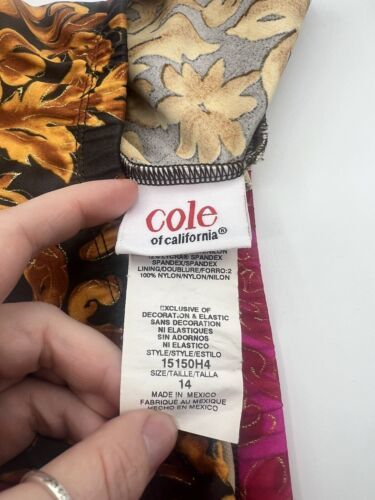 cole
of california®
SPANDEX/SPANDEX
LINING/DOUBLURE/FORRO:2
100% NYLON/NYLON/NILON
EXCLUSIVE OF
DECORATION & ELASTIC
SANS DECORATION
NI ELASTIQUES
SIN ADORNOS
NI ELASTICO
STYLE/STYLE/ESTILO
15150H4
SIZE/TAILLE/TALLA
14
MADE IN MEXICO
FABRIQUÉ AU MEXIQUE
HECHO EN MEXICO